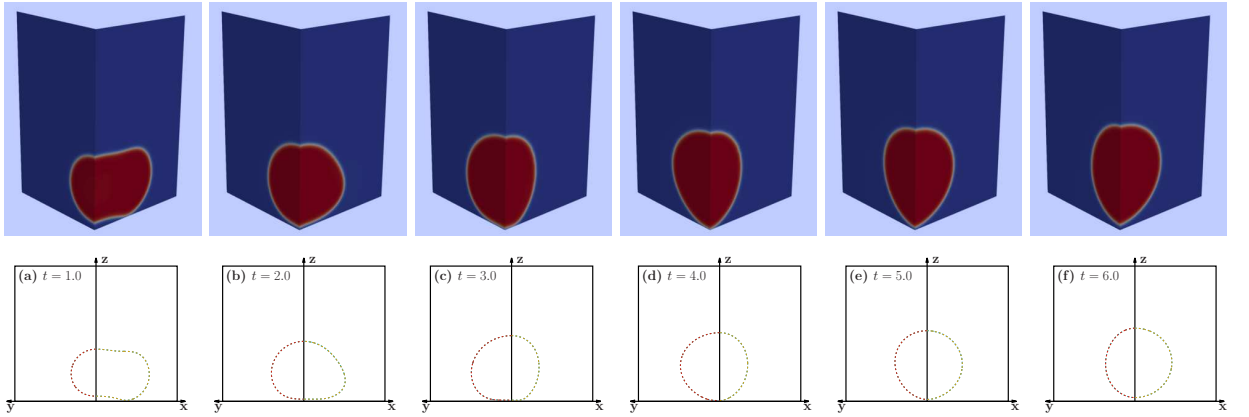 z
(a) t = 1.0
y x
z
(b) t = 2.0
y x
z
(c) t = 3.0
y x
z
(d) t = 4.0
y x
z
(e) t = 5.0
y x
z
(f) t = 6.0
y x